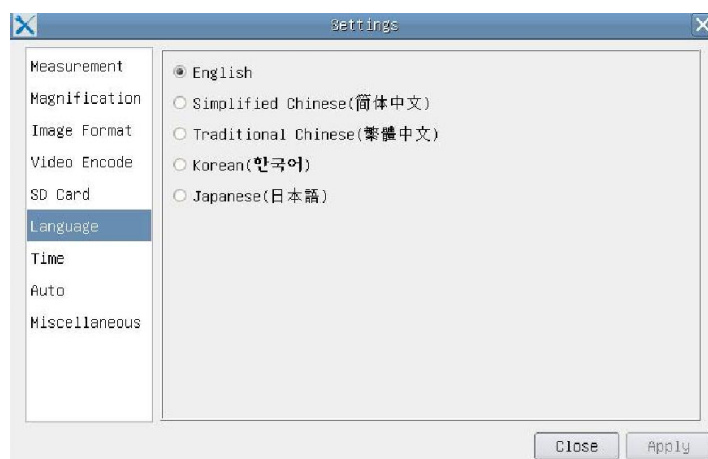 Settings
Measurement
Magnification
Image Format
Video Encode
SD Card
Language
Time
Auto
Miscellaneous
English
Simplified Chinese(简体中文)
Traditional Chinese(繁體中文)
Korean(한국어)
Japanese(日本語)
Close
Apply